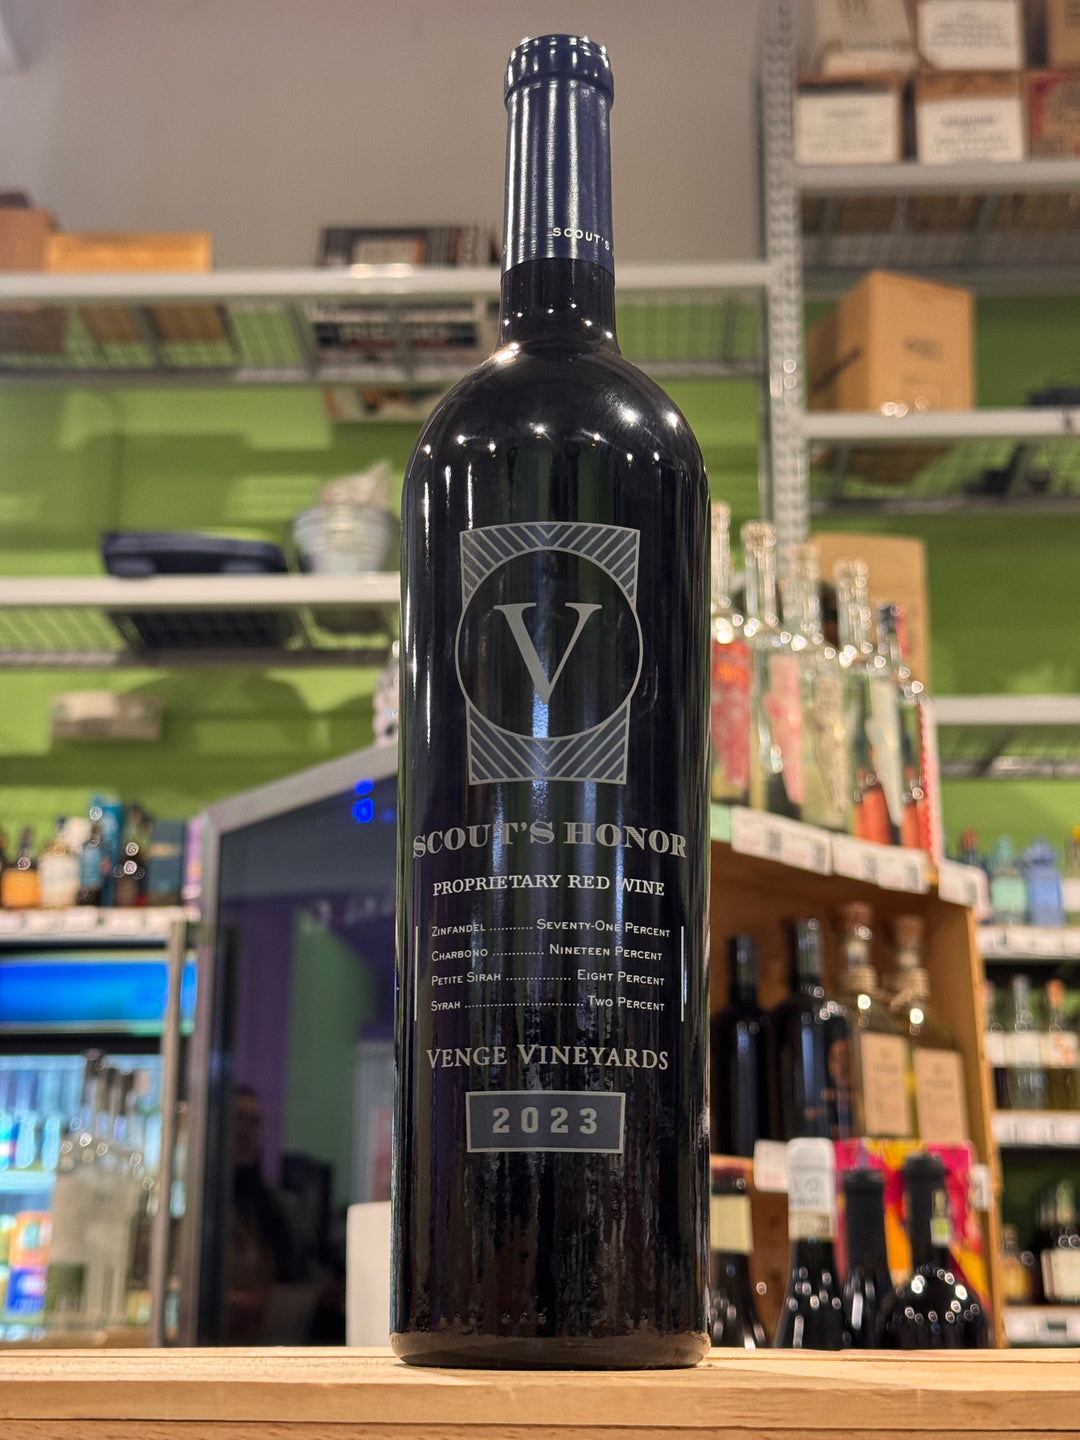 SCOUT'S
V
SCOUT'S HONOR
PROPRIETARY RED WINE
ZINFANDEL .......... SEVENTY-ONE PERCENT
CHARBONO ............ NINETEEN PERCENT
PETITE SIRAH ................ EIGHT PERCENT
SYRAH ............................. TWO PERCENT
VENGE VINEYARDS
2023